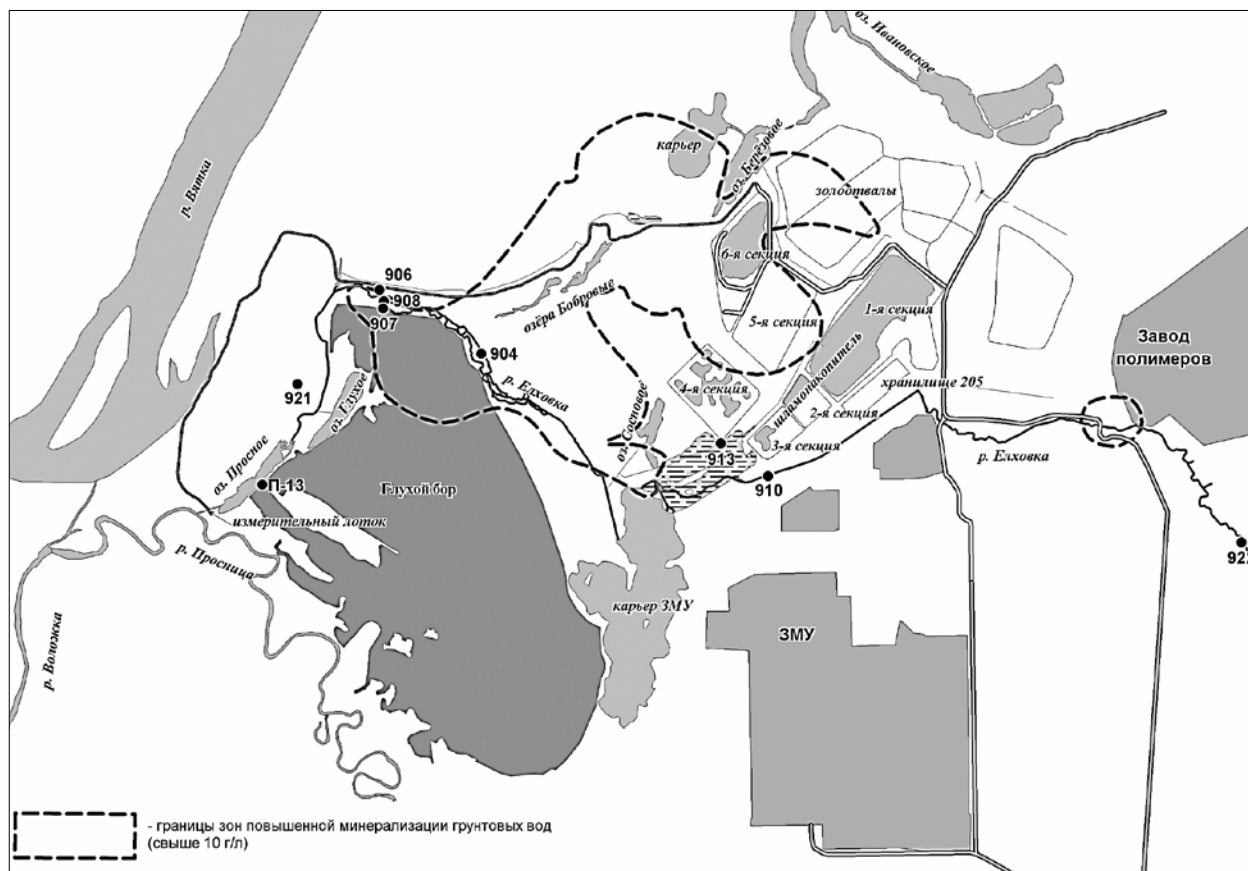 оз. Ивановское
карьер
оз. Берёзовое
р. Вятка
золоотвалы
6-я секция
906
908
907
озёра Бобровые
5-я секция
1-я секция
Завод
полимеров
904
шламонакопитель
4-я секция
хранилище 205
921
оз. Глухое
р. Елховка
2-я секция
оз. Сосновое
913
3-я секция
р. Елховка
оз. Просное
П-13
Глухой бор
910
измерительный лоток
р. Просница
927
карьер ЗМУ
ЗМУ
р. Воложка
- границы зон повышенной минерализации грунтовых вод
(свыше 10 г/л)